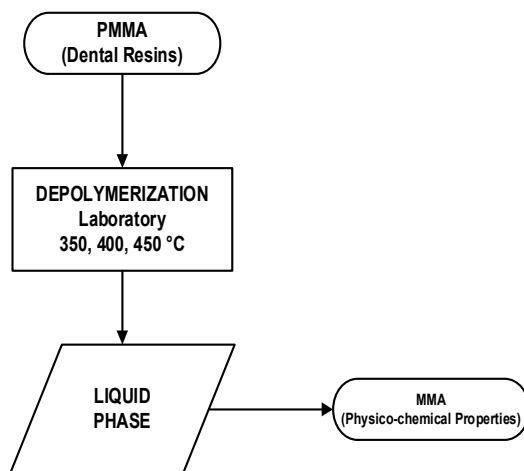 PMMA
(Dental Resins)
DEPOLYMERIZATION
Laboratory
350, 400, 450 °C
LIQUID
PHASE
MMA
(Physico-chemical Properties)